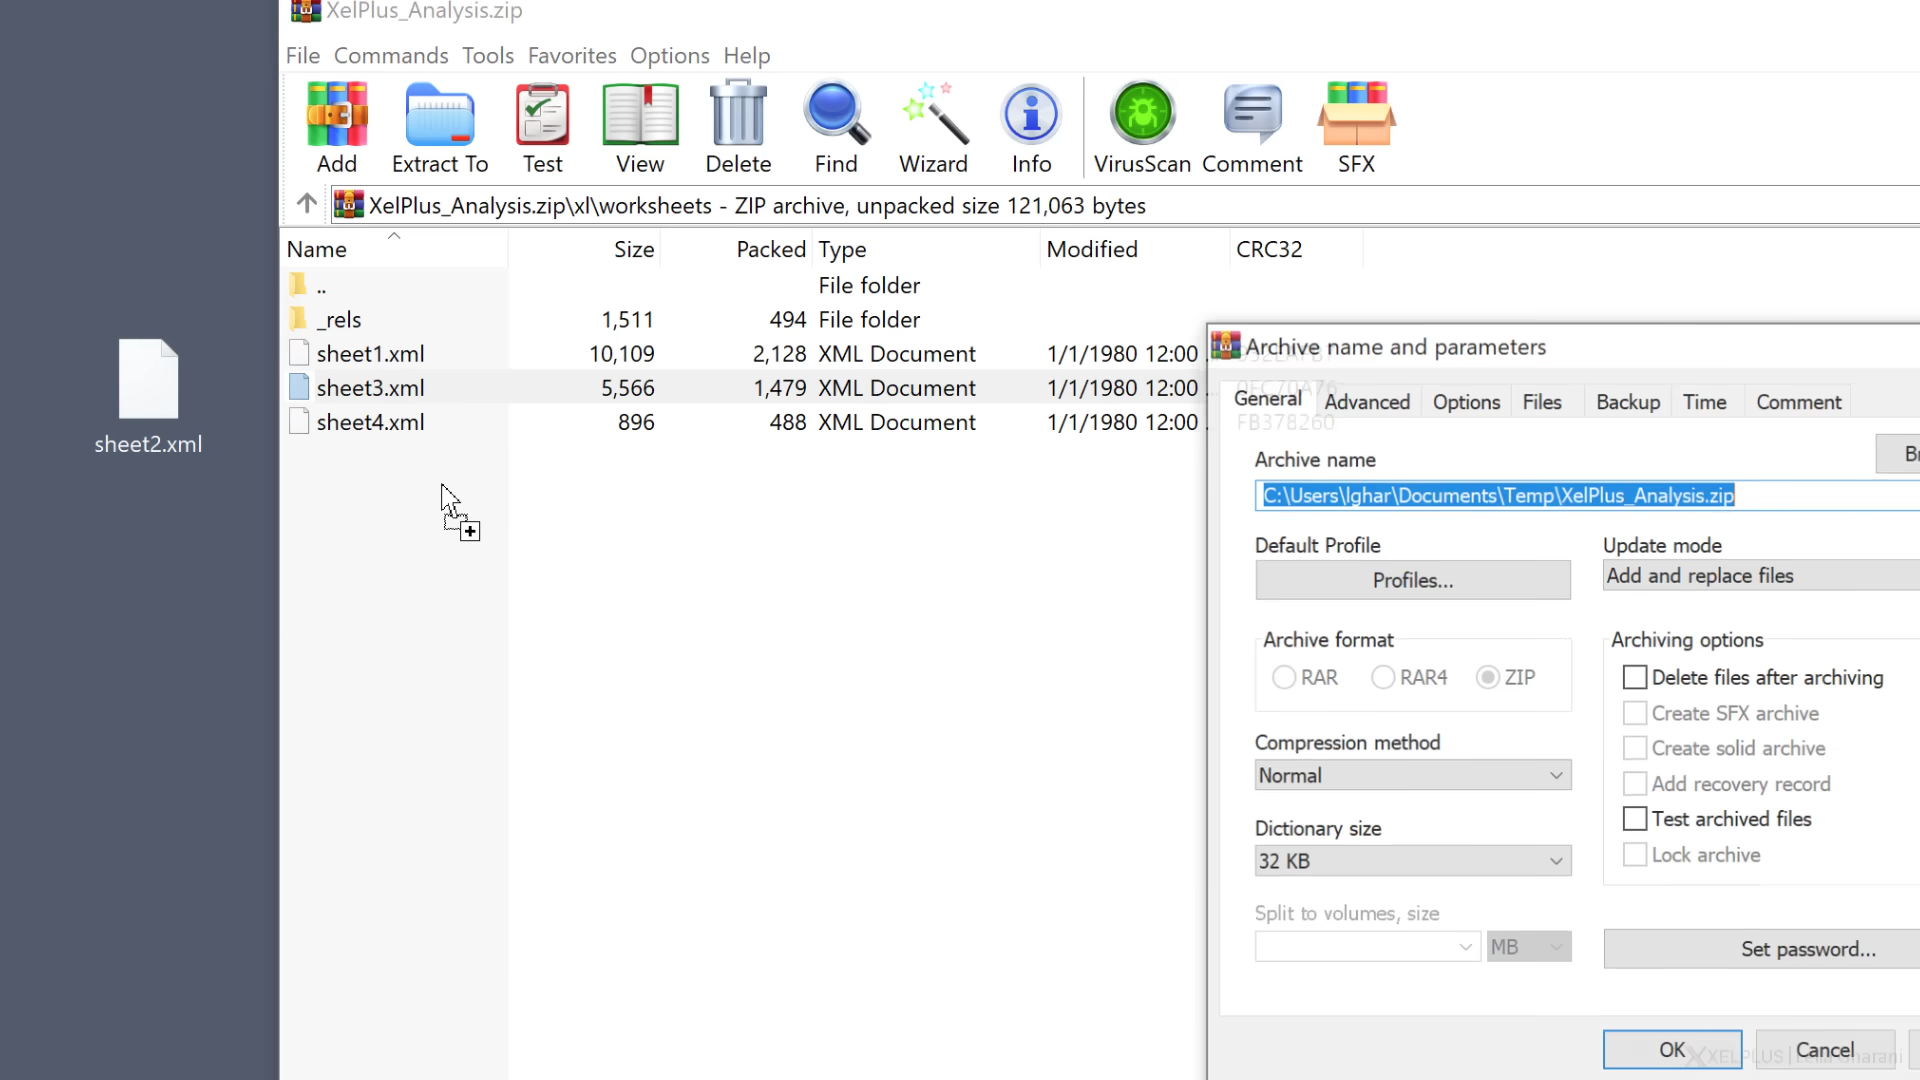 XelPlus_Analysis.zip
File Commands Tools Favorites Options Help
Add Extract To Test View Delete Find Wizard Info VirusScan Comment SFX
XelPlus_Analysis.zip\xl\worksheets - ZIP archive, unpacked size 121,063 bytes
Name Size Packed Type Modified CRC32
.. File folder
_rels 1,511 494 File folder
sheet1.xml 10,109 2,128 XML Document 1/1/1980 12:00
sheet3.xml 5,566 1,479 XML Document 1/1/1980 12:00 . 0FC70A76
sheet4.xml 896 488 XML Document 1/1/1980 12:00 . FB378260
sheet2.xml
Archive name and parameters
General Advanced Options Files Backup Time Comment
Archive name
C:\Users\lghar\Documents\Temp\XelPlus_Analysis.zip
Default Profile
Profiles...
Update mode
Add and replace files
Archive format
RAR RAR4 ZIP
Archiving options
Delete files after archiving
Create SFX archive
Create solid archive
Add recovery record
Test archived files
Lock archive
Compression method
Normal
Dictionary size
32 KB
Split to volumes, size
MB
Set password...
OK Cancel
XELPLUS | Leila Gharani